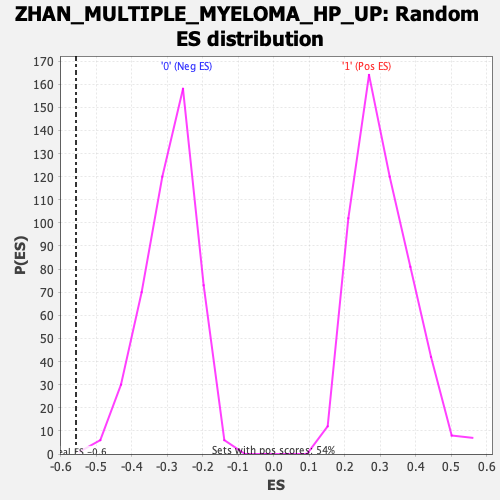 ZHAN_MULTIPLE_MYELOMA_HP_UP: Random
ES distribution
'0' (Neg ES) '1' (Pos ES)
170
160
150
140
130
120
110
100
90
80
70
60
50
40
30
20
10
0
P(ES)
ES -0.6
Sets with pos scores: 54%
-0.6 -0.5 -0.4 -0.3 -0.2 -0.1 0.0 0.1 0.2 0.3 0.4 0.5 0.6
ES